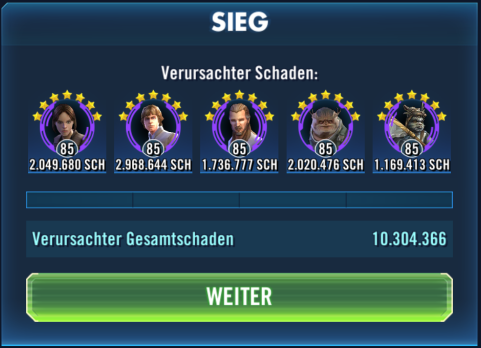 SIEG
Verursachter Schaden:
85 85 85 85 85
2.049.680 SCH 2.968.644 SCH 1.736.777 SCH 2.020.476 SCH 1.169.413 SCH
Verursachter Gesamtschaden 10.304.366
WEITER